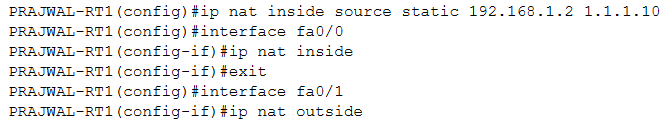 PRAJWAL-RT1(config)#ip nat inside source static 192.168.1.2 1.1.1.10
PRAJWAL-RT1(config)#interface fa0/0
PRAJWAL-RT1(config-if)#ip nat inside
PRAJWAL-RT1(config-if)#exit
PRAJWAL-RT1(config)#interface fa0/1
PRAJWAL-RT1(config-if)#ip nat outside